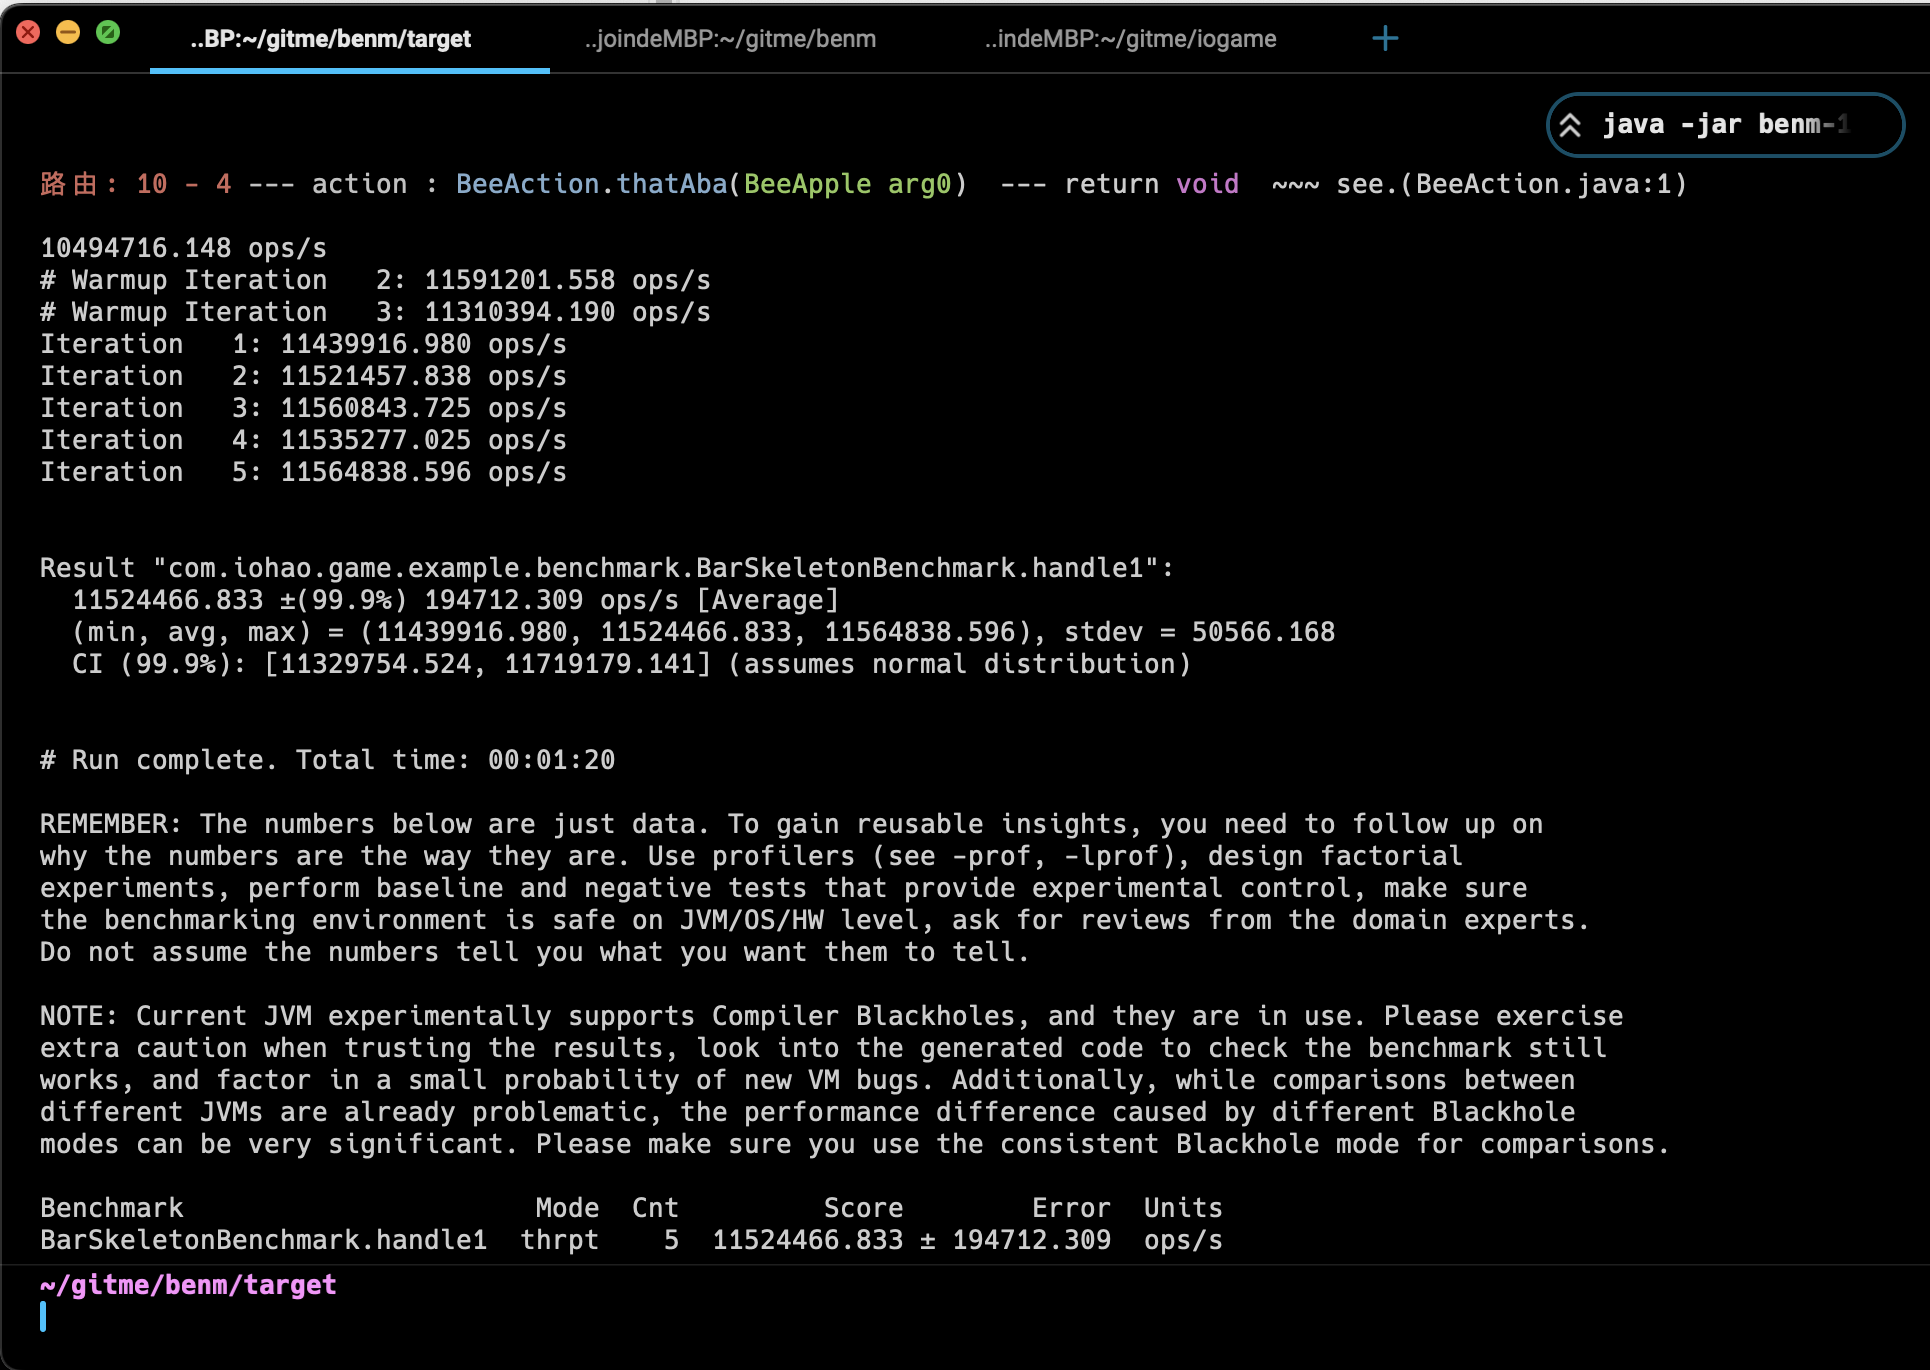 ..BP:~/gitme/benm/target ..joindeMBP:~/gitme/benm ..indeMBP:~/gitme/iogame +
java -jar benm-1
路由: 10 - 4 --- action : BeeAction.thatAba(BeeApple arg0)  --- return void  ~~~ see.(BeeAction.java:1)
10494716.148 ops/s
# Warmup Iteration   2: 11591201.558 ops/s
# Warmup Iteration   3: 11310394.190 ops/s
Iteration   1: 11439916.980 ops/s
Iteration   2: 11521457.838 ops/s
Iteration   3: 11560843.725 ops/s
Iteration   4: 11535277.025 ops/s
Iteration   5: 11564838.596 ops/s
Result "com.iohao.game.example.benchmark.BarSkeletonBenchmark.handle1":
  11524466.833 ±(99.9%) 194712.309 ops/s [Average]
  (min, avg, max) = (11439916.980, 11524466.833, 11564838.596), stdev = 50566.168
  CI (99.9%): [11329754.524, 11719179.141] (assumes normal distribution)
# Run complete. Total time: 00:01:20
REMEMBER: The numbers below are just data. To gain reusable insights, you need to follow up on
why the numbers are the way they are. Use profilers (see -prof, -lprof), design factorial
experiments, perform baseline and negative tests that provide experimental control, make sure
the benchmarking environment is safe on JVM/OS/HW level, ask for reviews from the domain experts.
Do not assume the numbers tell you what you want them to tell.
NOTE: Current JVM experimentally supports Compiler Blackholes, and they are in use. Please exercise
extra caution when trusting the results, look into the generated code to check the benchmark still
works, and factor in a small probability of new VM bugs. Additionally, while comparisons between
different JVMs are already problematic, the performance difference caused by different Blackhole
modes can be very significant. Please make sure you use the consistent Blackhole mode for comparisons.
Benchmark                      Mode  Cnt         Score        Error  Units
BarSkeletonBenchmark.handle1  thrpt    5  11524466.833 ± 194712.309  ops/s
~/gitme/benm/target